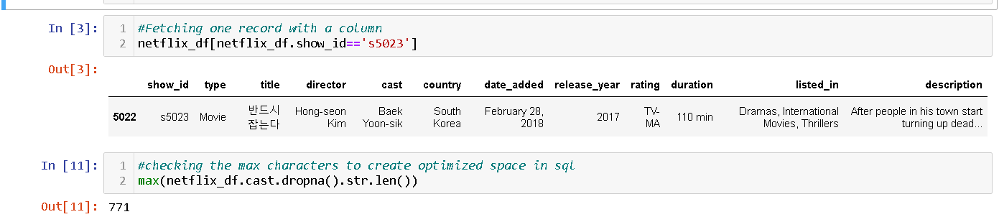 In [3]:
1 #Fetching one record with a column
2 netflix_df[netflix_df.show_id=='s5023']
Out[3]:
show_id type title director cast country date_added release_year rating duration listed_in description
5022 s5023 Movie 반드시 잡는다 Hong-seon Kim Baek Yoon-sik South Korea February 28, 2018 2017 TV-MA 110 min Dramas, International Movies, Thrillers After people in his town start turning up dead...
In [11]:
1 #checking the max characters to create optimized space in sql
2 max(netflix_df.cast.dropna().str.len())
Out[11]: 771